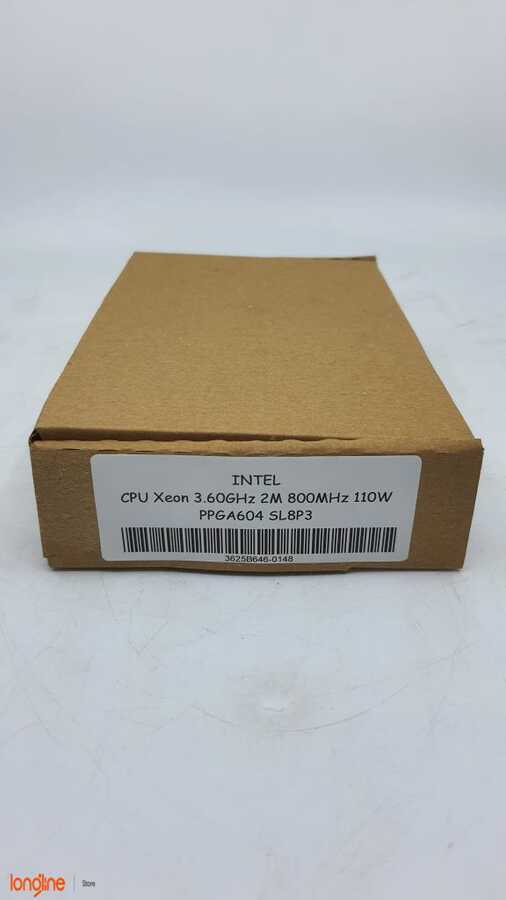 INTEL
CPU Xeon 3.60GHz 2M 800MHz 110W
PPGA604 SL8P3
3625B646-0148
longline Store